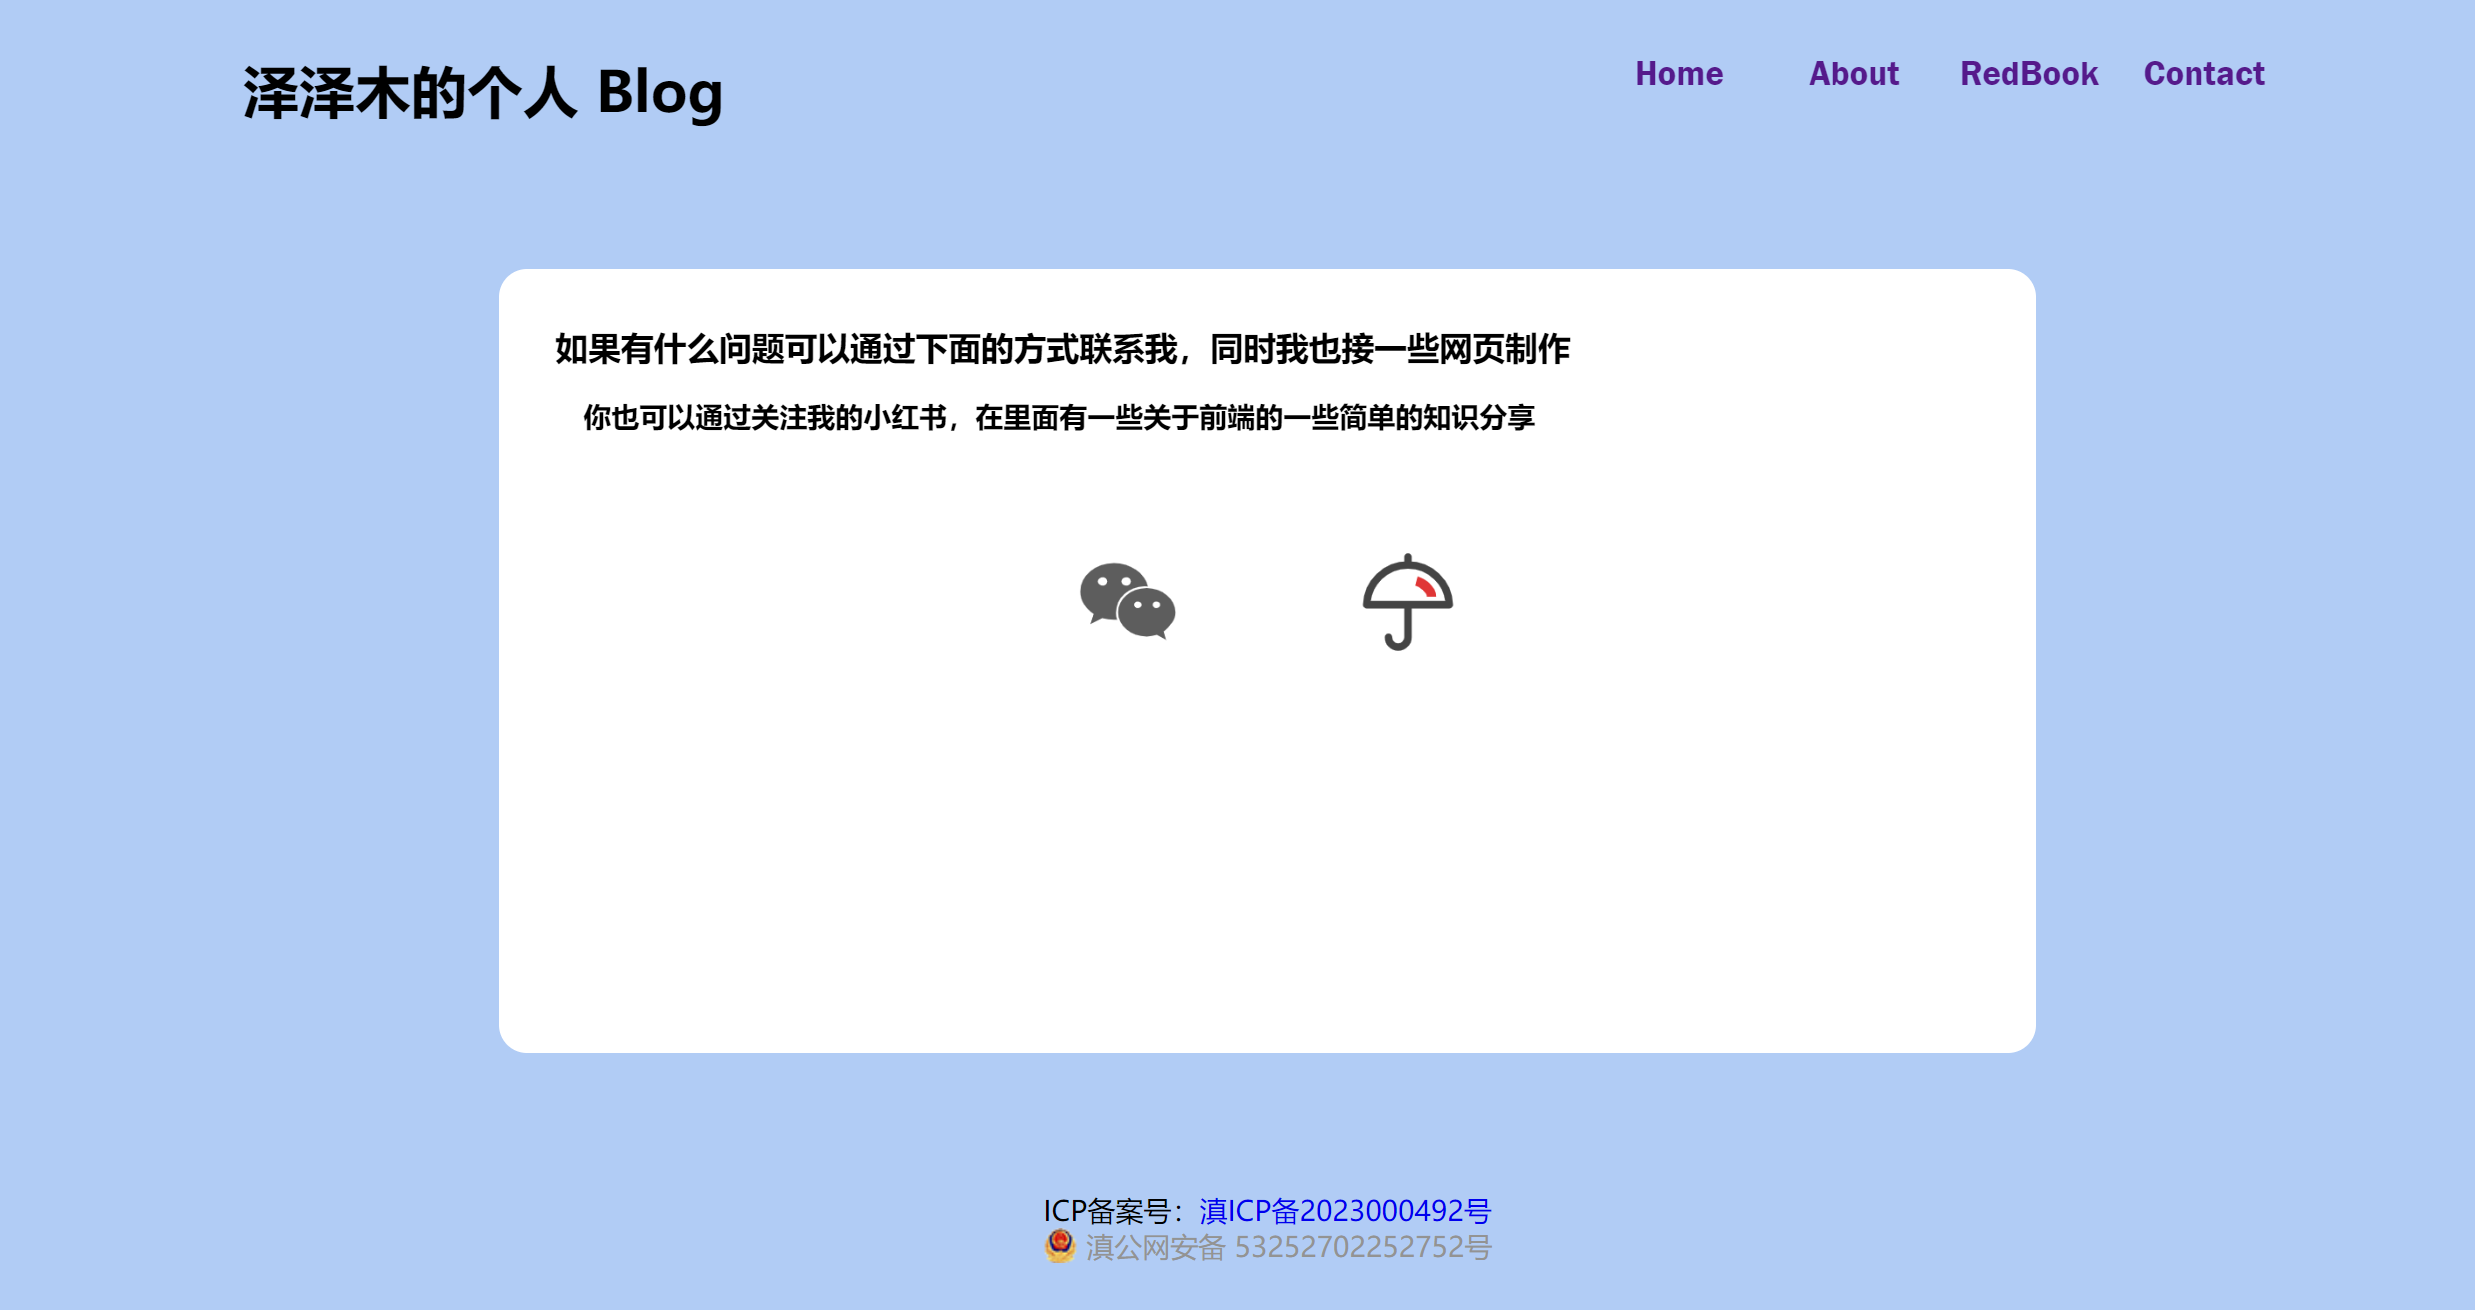 泽泽木的个人 Blog
Home About RedBook Contact
如果有什么问题可以通过下面的方式联系我，同时我也接一些网页制作
你也可以通过关注我的小红书，在里面有一些关于前端的一些简单的知识分享
ICP备案号：滇ICP备2023000492号
滇公网安备 53252702252752号